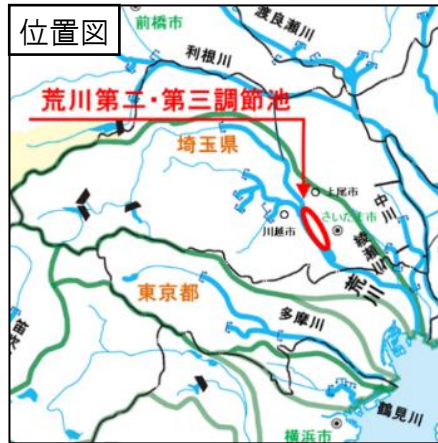 位置図
前橋市
渡良瀬川
利根川
荒川第二・第三調節池
埼玉県
上尾市
さいたま市
川越市
中川
綾瀬川
荒川
東京都
多摩川
鶴見川
横浜市